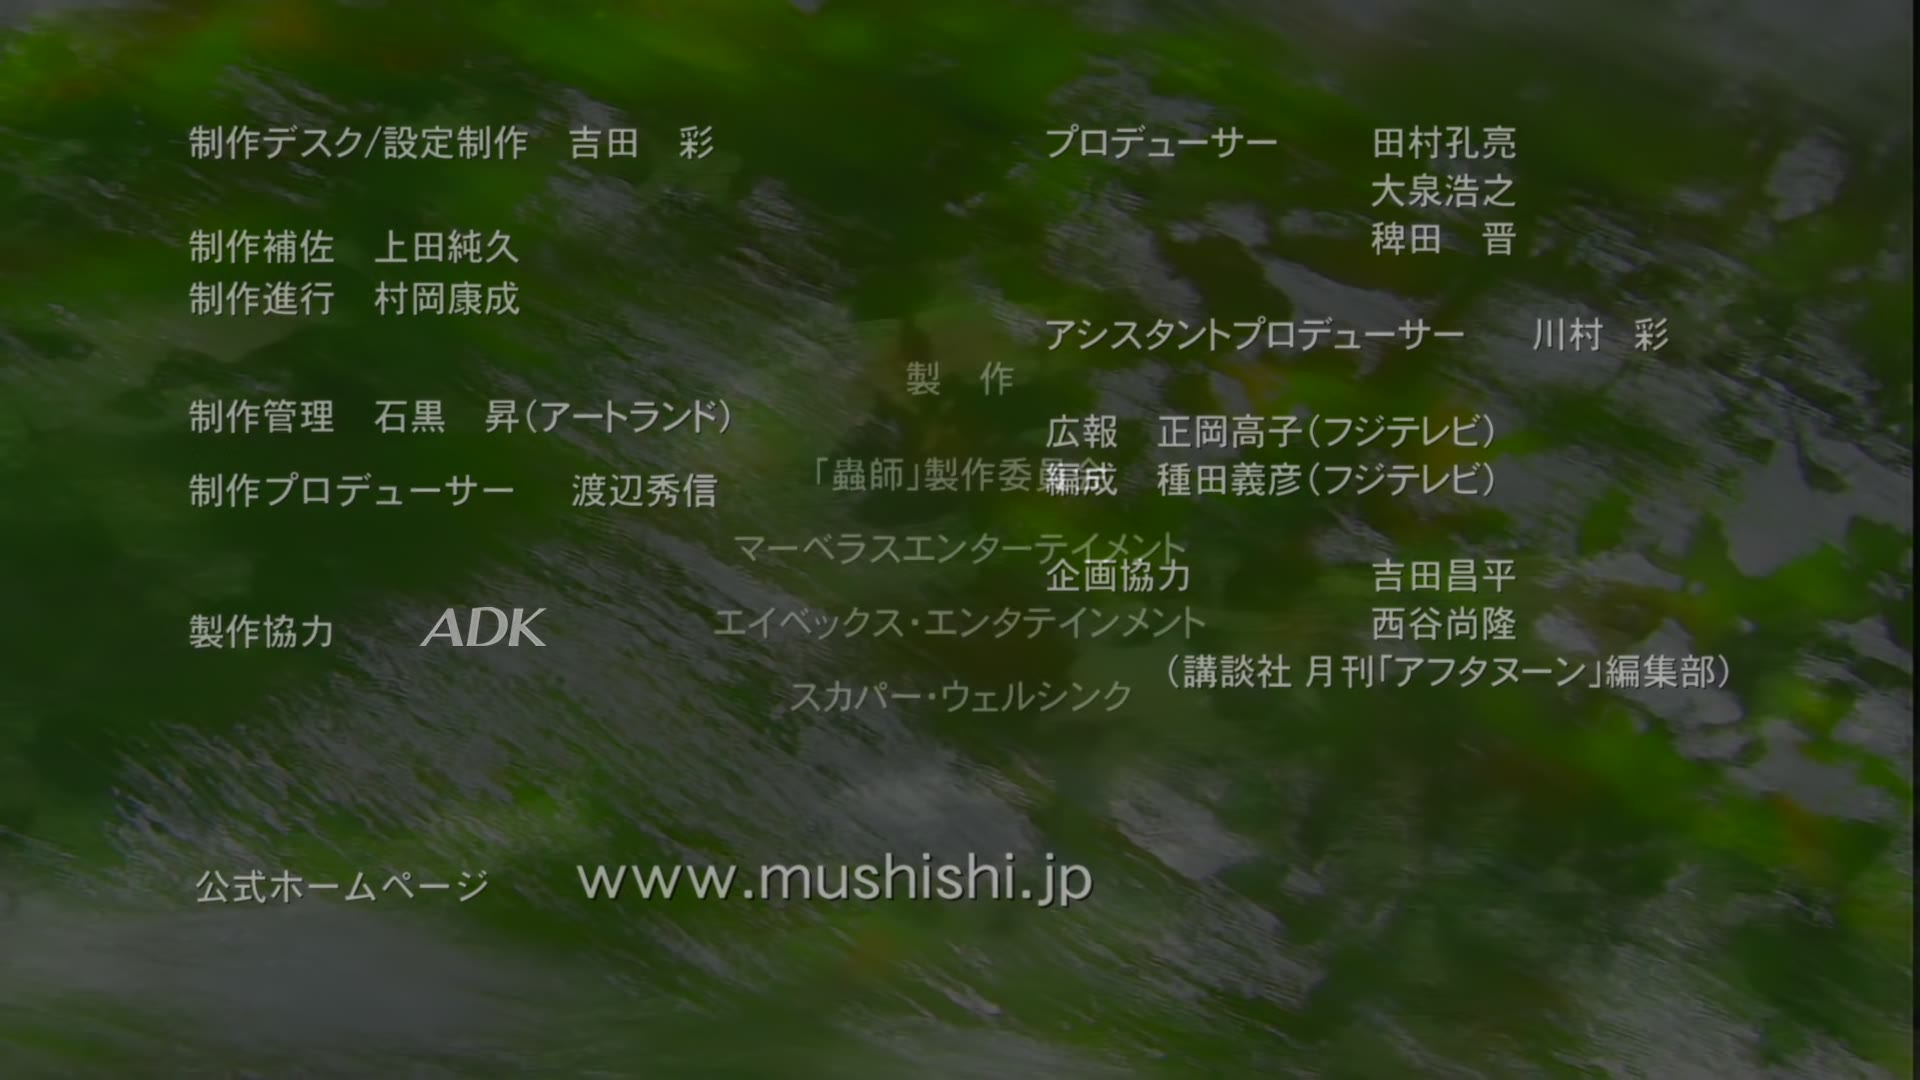 制作デスク/設定制作　吉田　彩
制作補佐　上田純久
制作進行　村岡康成
制作管理　石黒　昇（アートランド）
制作プロデューサー　渡辺秀信
製作協力　ADK
プロデューサー　田村孔亮
大泉浩之
稗田　晋
アシスタントプロデューサー　川村　彩
広報　正岡高子（フジテレビ）
編成　種田義彦（フジテレビ）
企画協力　吉田昌平
西谷尚隆
（講談社 月刊「アフタヌーン」編集部）
製　作
「蟲師」製作委員会
マーベラスエンターテイメント
エイベックス・エンタテインメント
スカパー・ウェルシンク
公式ホームページ　www.mushishi.jp